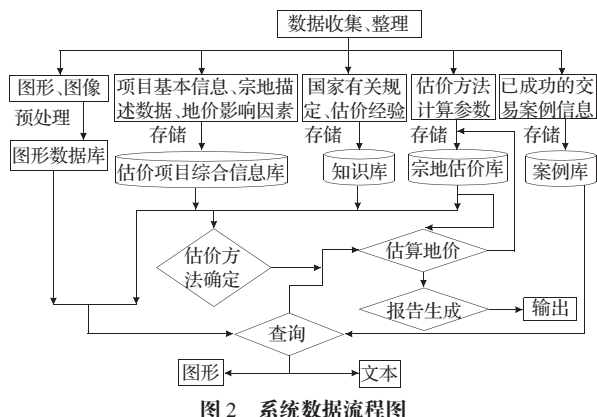 数据收集、整理
图形、图像
项目基本信息、宗地描
述数据、地价影响因素
国家有关规
定、估价经验
估价方法
计算参数
已成功的交
易案例信息
预处理
存储
存储
存储
存储
图形数据库
估价项目综合信息库
知识库
宗地估价库
案例库
估价方
法确定
估算地价
报告生成
输出
查询
图形
文本
图 2 系统数据流程图